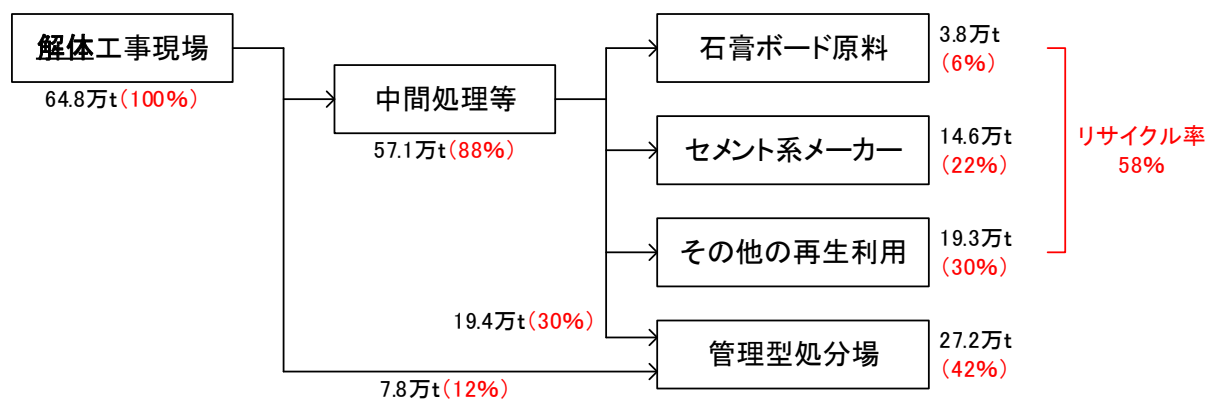 解体工事現場
64.8万t(100%)
中間処理等
57.1万t(88%)
石膏ボード原料
3.8万t
(6%)
セメント系メーカー
14.6万t
(22%)
その他の再生利用
19.3万t
(30%)
リサイクル率
58%
19.4万t(30%)
管理型処分場
27.2万t
(42%)
7.8万t(12%)